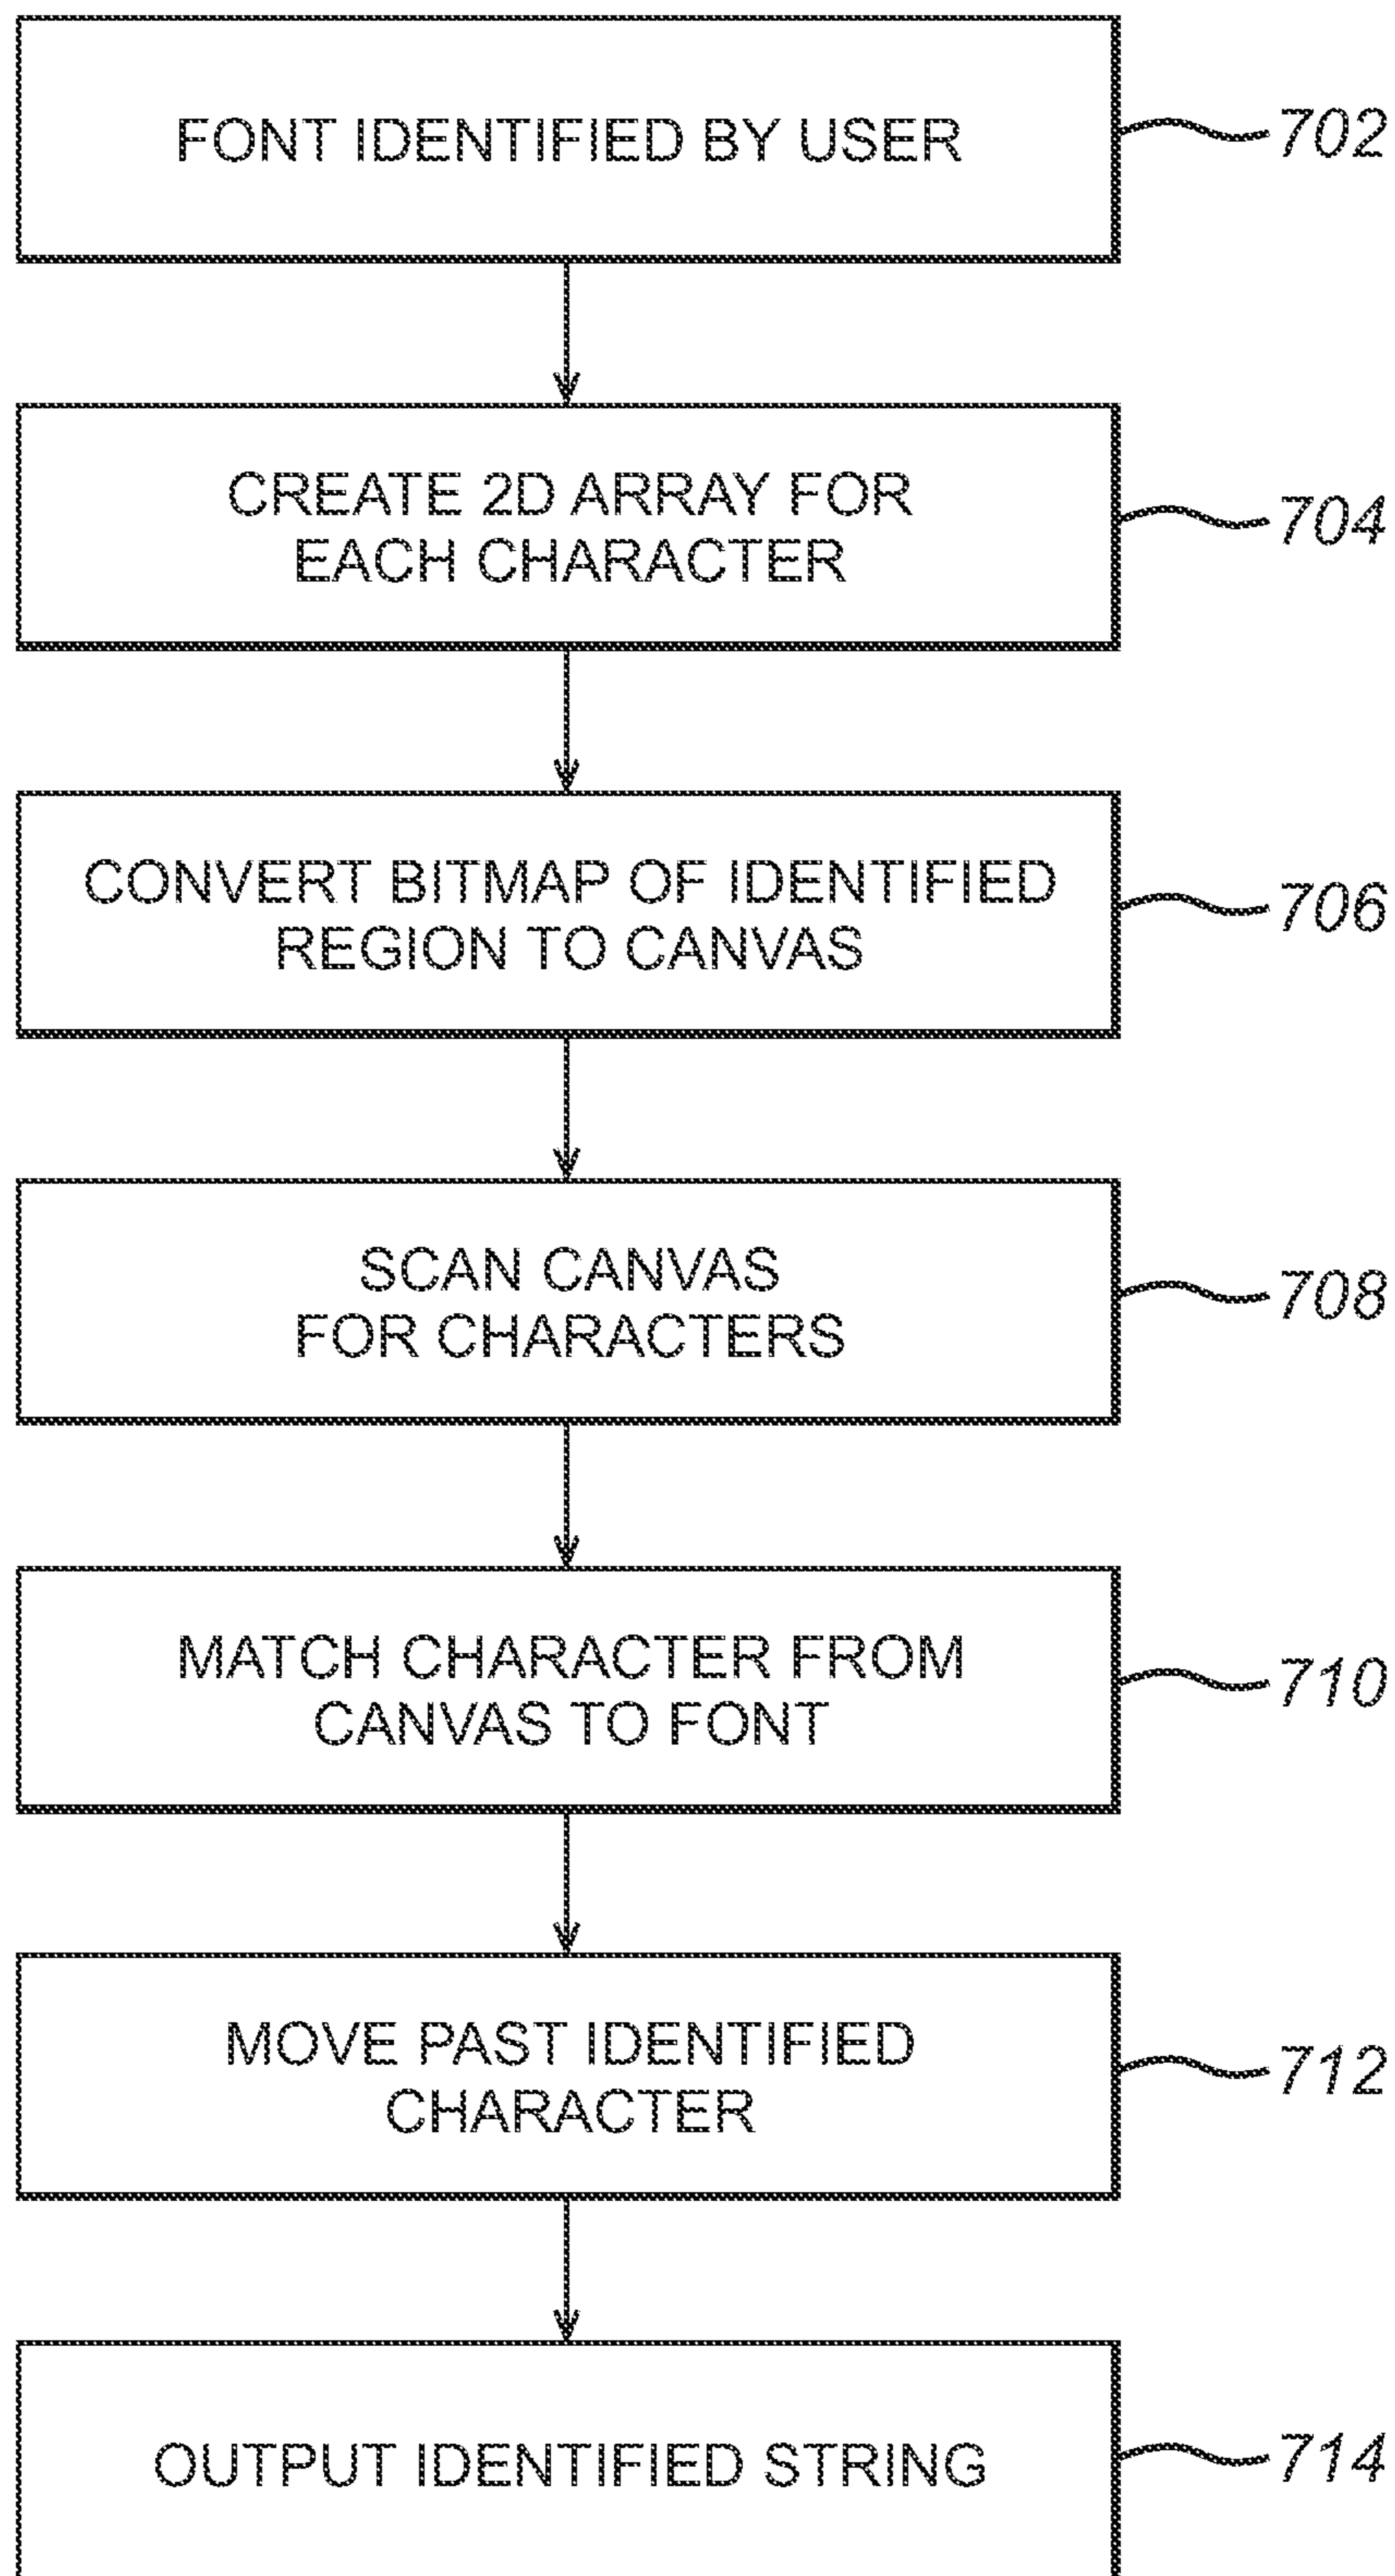 FONT IDENTIFIED BY USER
702
CREATE 2D ARRAY FOR
EACH CHARACTER
704
CONVERT BITMAP OF IDENTIFIED
REGION TO CANVAS
706
SCAN CANVAS
FOR CHARACTERS
708
MATCH CHARACTER FROM
CANVAS TO FONT
710
MOVE PAST IDENTIFIED
CHARACTER
712
OUTPUT IDENTIFIED STRING
714